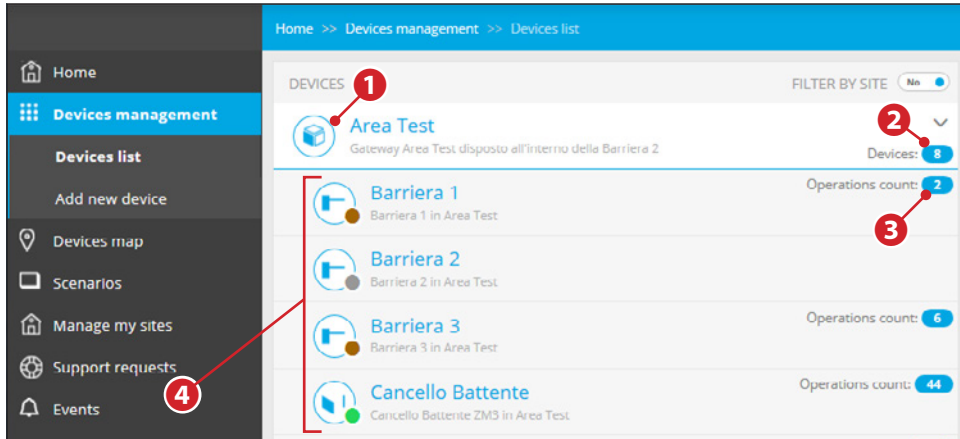 Home >> Devices management >> Devices list
Home
Devices management
Devices list
Add new device
Devices map
Scenarios
Manage my sites
Support requests
Events
DEVICES
1
FILTER BY SITE No
Area Test
Gateway Area Test disposto all'interno della Barriera 2
2
Devices: 8
Barriera 1
Barriera 1 in Area Test
Operations count: 2
3
Barriera 2
Barriera 2 in Area Test
Barriera 3
Barriera 3 in Area Test
Operations count: 6
4
Cancello Battente
Cancello Battente ZM3 in Area Test
Operations count: 44